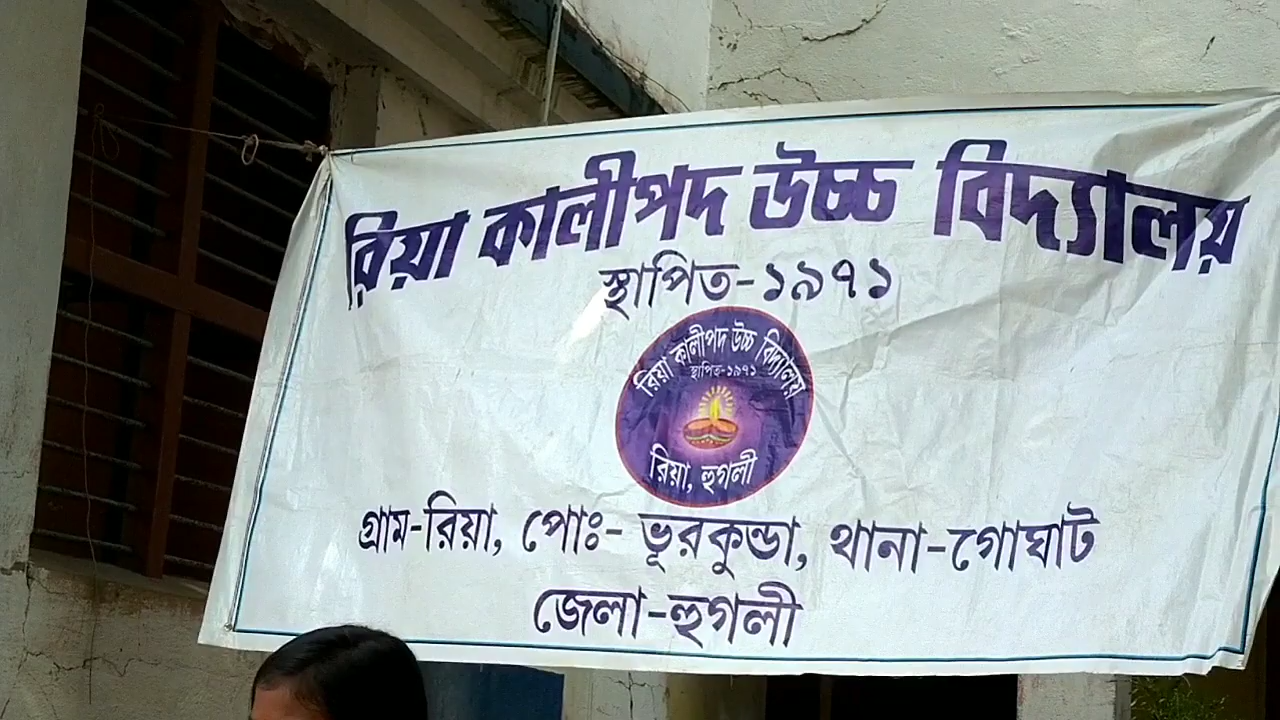 রিয়া কালীপদ উচ্চ বিদ্যালয়
স্থাপিত-১৯৭১
রিয়া কালীপদ উচ্চ বিদ্যালয়
স্থাপিত-১৯৭১
রিয়া, হুগলী
গ্রাম-রিয়া, পোঃ- ভূরকুন্ডা, থানা-গোঘাট
জেলা-হুগলী